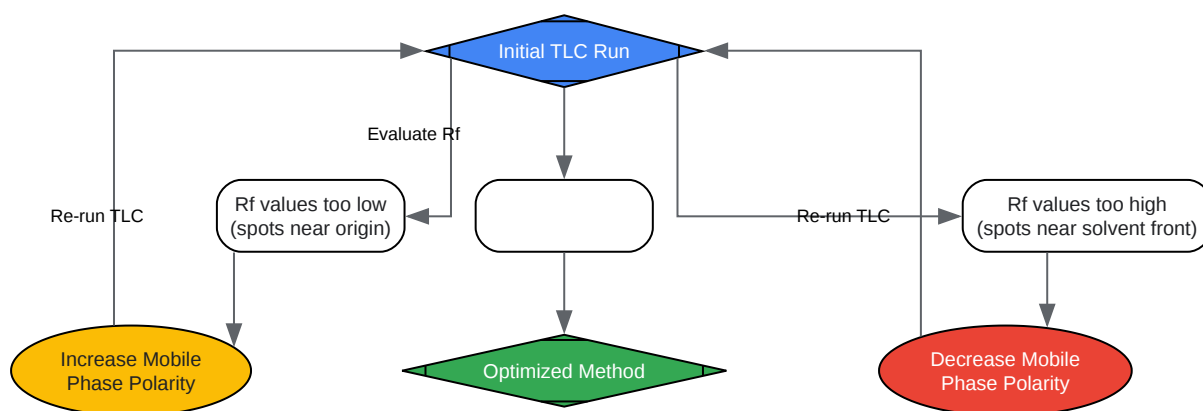 Initial TLC Run
Evaluate Rf
Rf values too low
(spots near origin)
Rf values too high
(spots near solvent front)
Re-run TLC
Re-run TLC
Increase Mobile
Phase Polarity
Optimized Method
Decrease Mobile
Phase Polarity